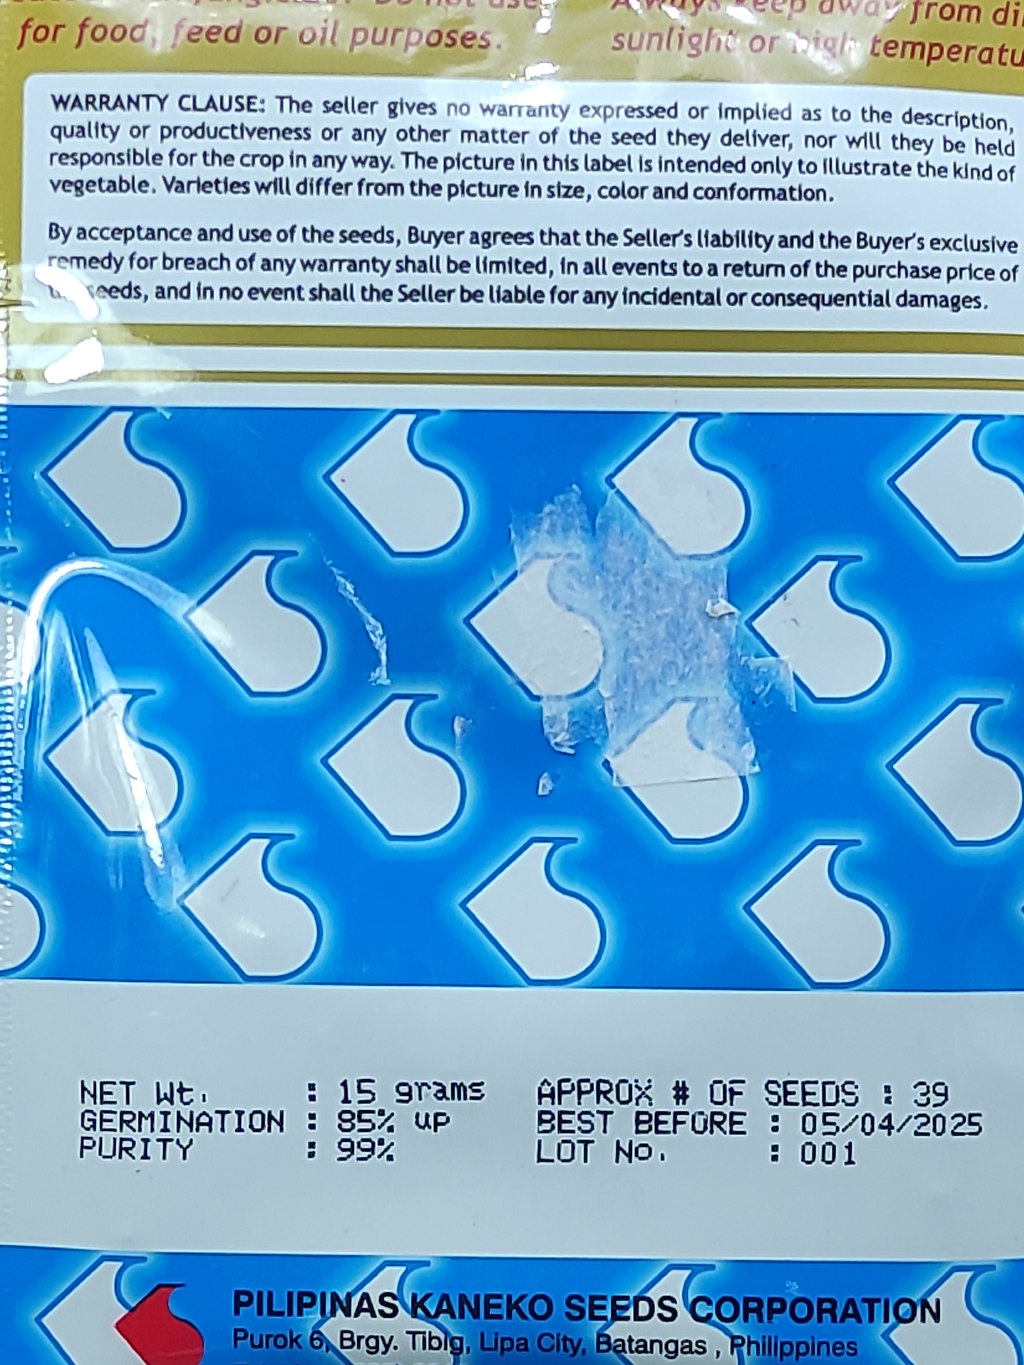 Do not use
for food, feed or oil purposes.
Always keep away from
sunlight or high
WARRANTY CLAUSE: The seller gives no warranty expressed or implied as to the description,
quality or productiveness or any other matter of the seed they deliver, nor will they be held
responsible for the crop in any way. The picture in this label is intended only to illustrate the kind of
vegetable. Varieties will differ from the picture in size, color and conformation.
By acceptance and use of the seeds, Buyer agrees that the Seller's liability and the Buyer's exclusive
remedy for breach of any warranty shall be limited, in all events to a return of the purchase price of
seeds, and in no event shall the Seller be liable for any incidental or consequential damages.
NET Wt. : 15 grams
GERMINATION : 85% up
PURITY : 99%
APPROX # OF SEEDS : 39
BEST BEFORE : 05/04/2025
LOT No. : 001
PILIPINAS KANEKO SEEDS CORPORATION
Purok 6, Brgy. Tibig, Lipa City, Batangas , Philippines